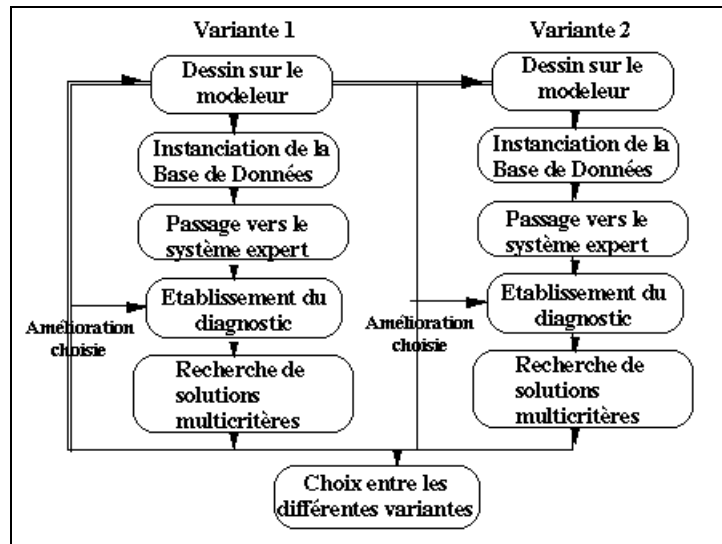 Variante 1
Dessin sur le
modeleur
Instanciation de la
Base de Données
Passage vers le
système expert
Etablissement du
diagnostic
Amélioration
choisie
Recherche de
solutions
multicritères
Variante 2
Dessin sur le
modeleur
Instanciation de la
Base de Données
Passage vers le
système expert
Etablissement du
diagnostic
Amélioration
choisie
Recherche de
solutions
multicritères
Choix entre les
différentes variantes